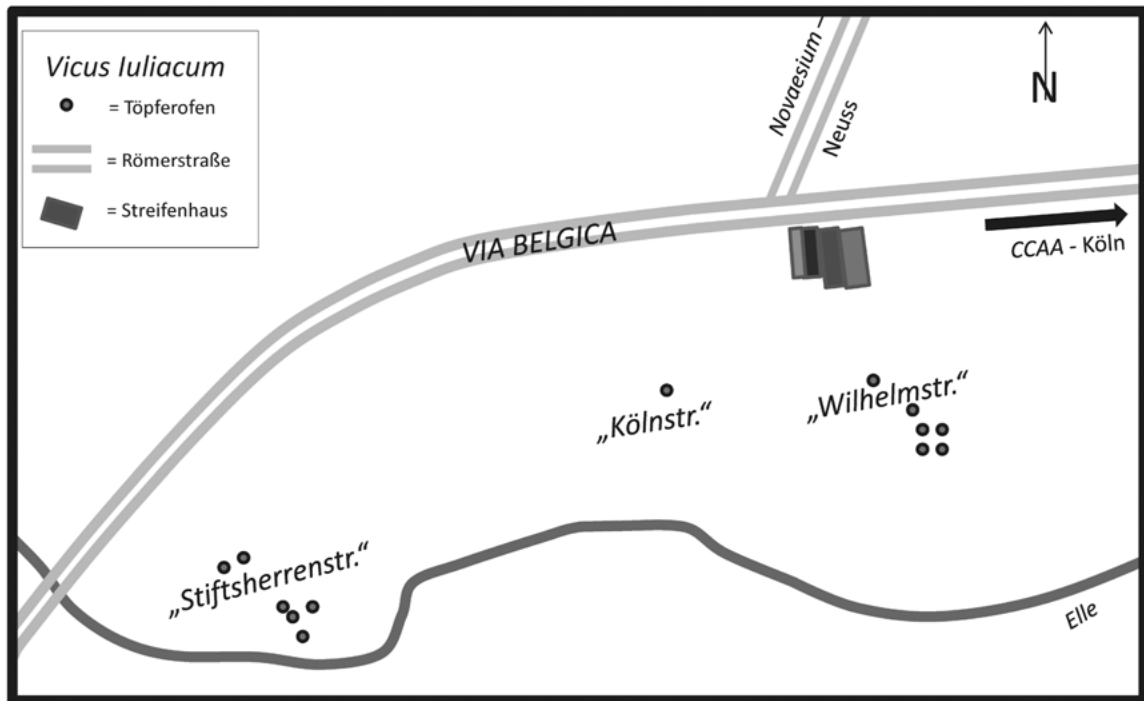 Vicus Iuliacum
= Töpferofen
= Römerstraße
= Streifenhaus
Novaesium –
Neuss
N
VIA BELGICA
CCAA - Köln
„Kölnstr.“
„Wilhelmstr.“
„Stiftsherrenstr.“
Elle